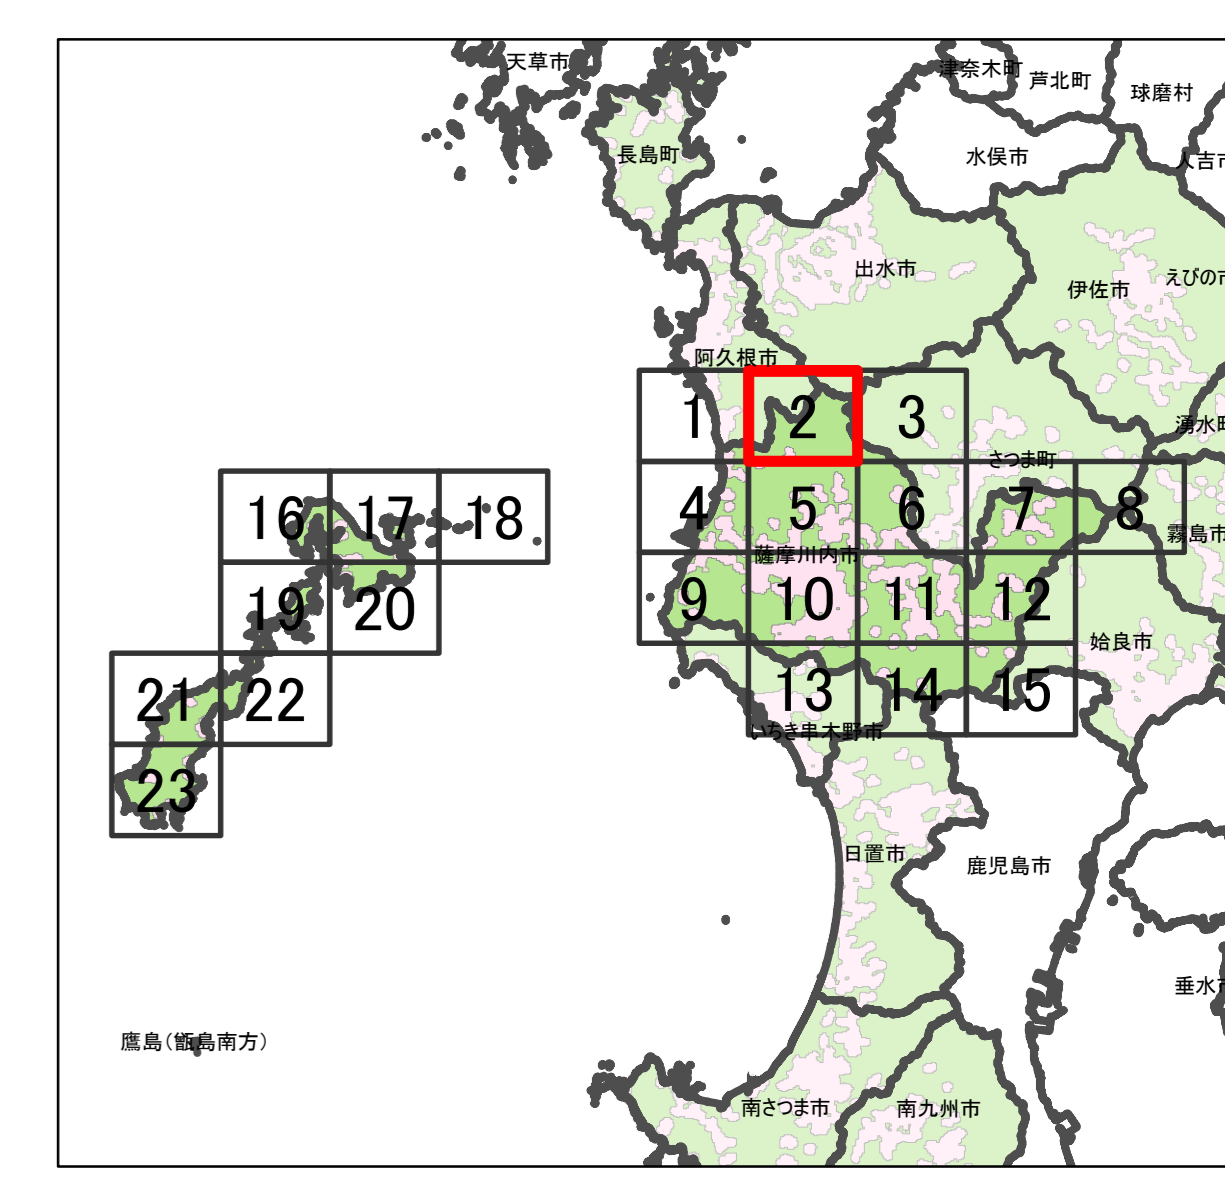 天草市
津奈木町
芦北町
球磨村
長島町
水俣市
人吉市
出水市
伊佐市
えびの市
阿久根市
1
2
3
湧水町
さつま町
16
17
18
4
5
6
7
8
霧島市
薩摩川内市
19
20
9
10
11
12
姶良市
21
22
13
14
15
いちき串木野市
23
日置市
鹿児島市
垂水市
鷹島（甑島南方）
南さつま市
南九州市